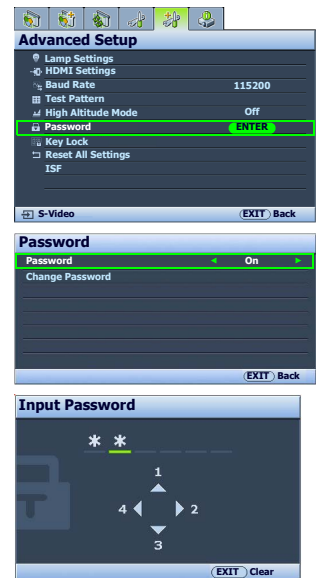 Advanced Setup
Lamp Settings
HDMI Settings
Baud Rate 115200
Test Pattern
High Altitude Mode Off
Password ENTER
Key Lock
Reset All Settings
ISF
S-Video EXIT Back
Password
Password On
Change Password
EXIT Back
Input Password
* *
1
4 2
3
EXIT Clear